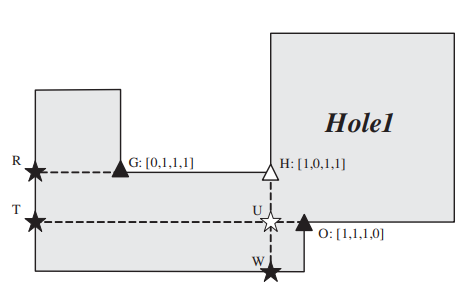 Hole1
R
G: [0,1,1,1]
H: [1,0,1,1]
T
U
O: [1,1,1,0]
W